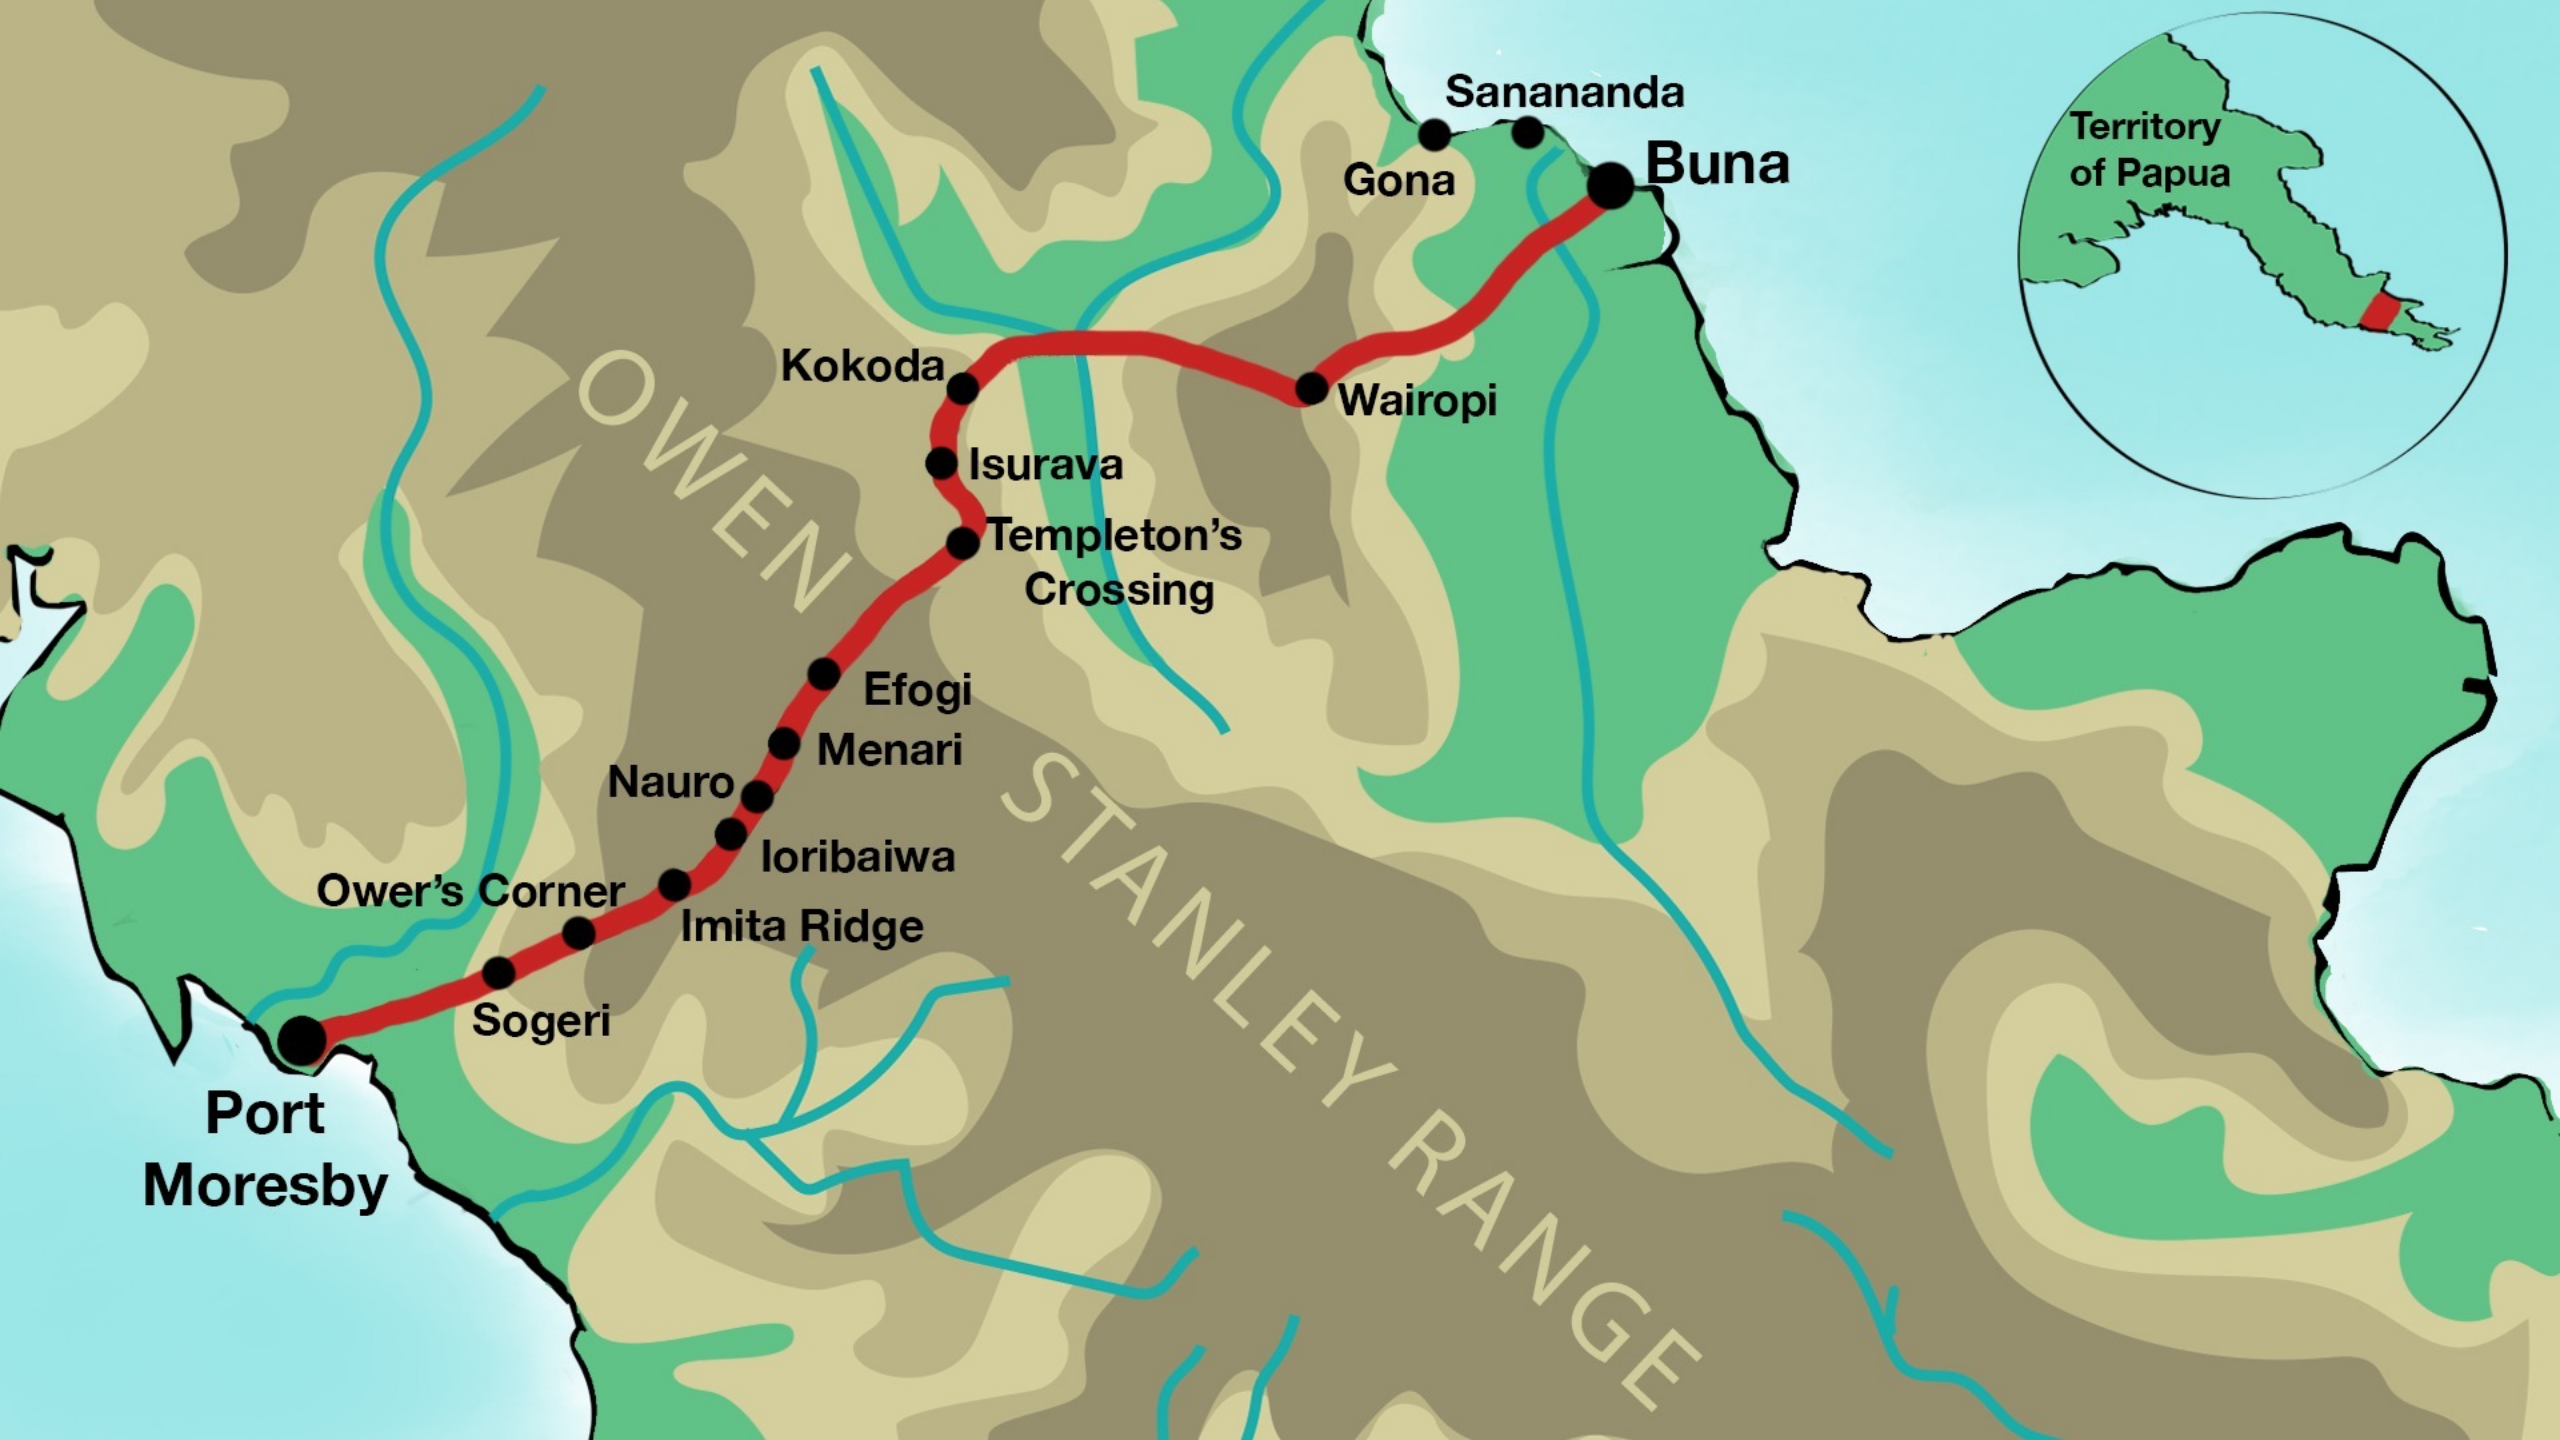 Sanananda
Buna
Gona
Territory
of Papua
Kokoda
Wairopi
Isurava
OWEN
Templeton's
Crossing
Efogi
Menari
Nauro
Ioribaiwa
Ower's Corner
Imita Ridge
STANLEY RANGE
Sogeri
Port
Moresby